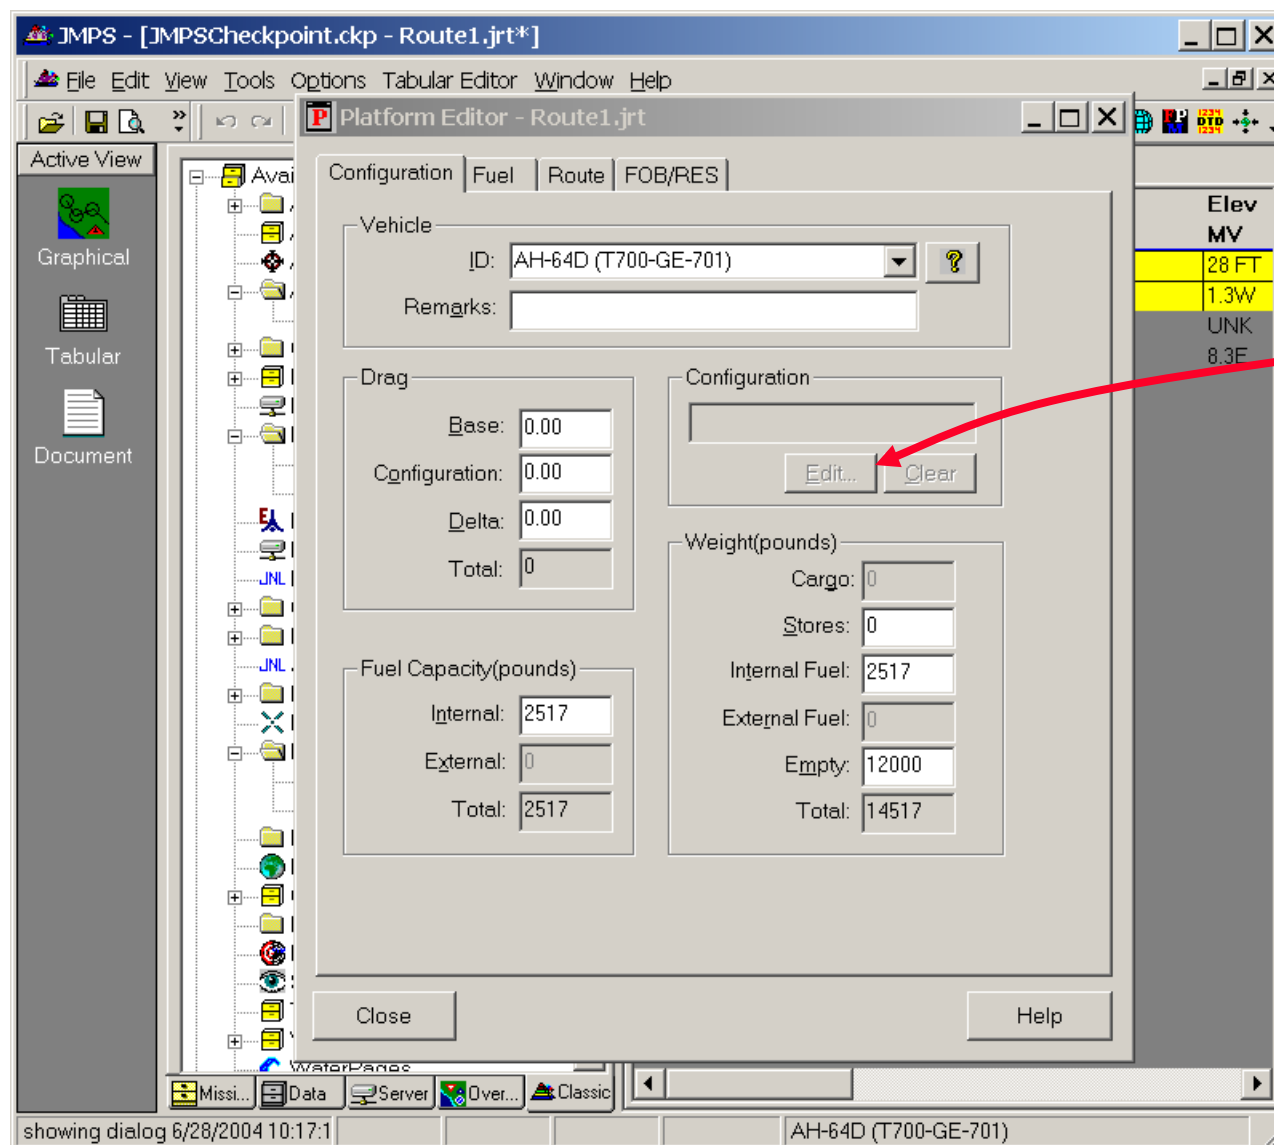 JMPS - [JMPSCheckpoint.ckp - Route1.jrt*]
File Edit View Tools Options Tabular Editor Window Help
Platform Editor - Route1.jrt
Active View
Graphical
Tabular
Document
Avai
Configuration Fuel Route FOB/RES
Vehicle
ID: AH-64D (T700-GE-701)
Remarks:
Drag
Base: 0.00
Configuration: 0.00
Delta: 0.00
Total: 0
Configuration
Edit... Clear
Fuel Capacity(pounds)
Internal: 2517
External: 0
Total: 2517
Weight(pounds)
Cargo: 0
Stores: 0
Internal Fuel: 2517
External Fuel: 0
Empty: 12000
Total: 14517
Close Help
Elev
MV
28 FT
1.3W
UNK
8.3E
JNL
JNL
WaterPages
Missi... Data Server Over... Classic
showing dialog 6/28/2004 10:17:1 AH-64D (T700-GE-701)